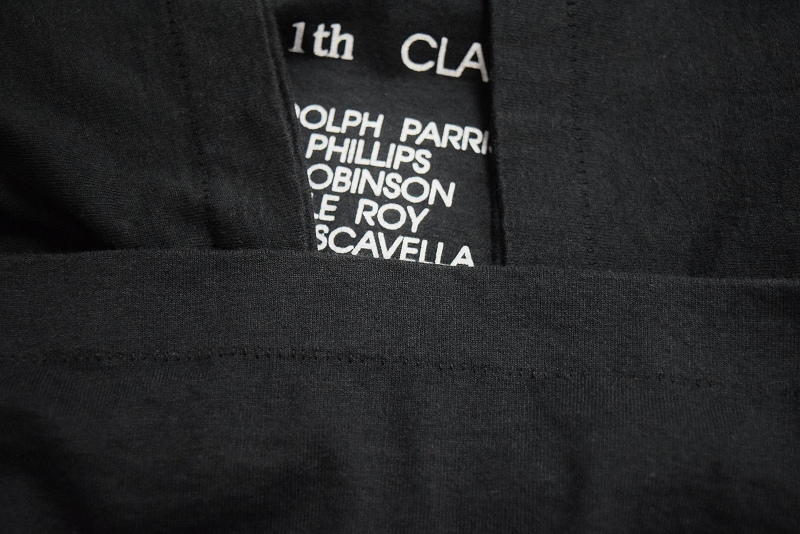 1th CLA
OLPH PARRI
PHILLIPS
OBINSON
LE ROY
SCAVELLA